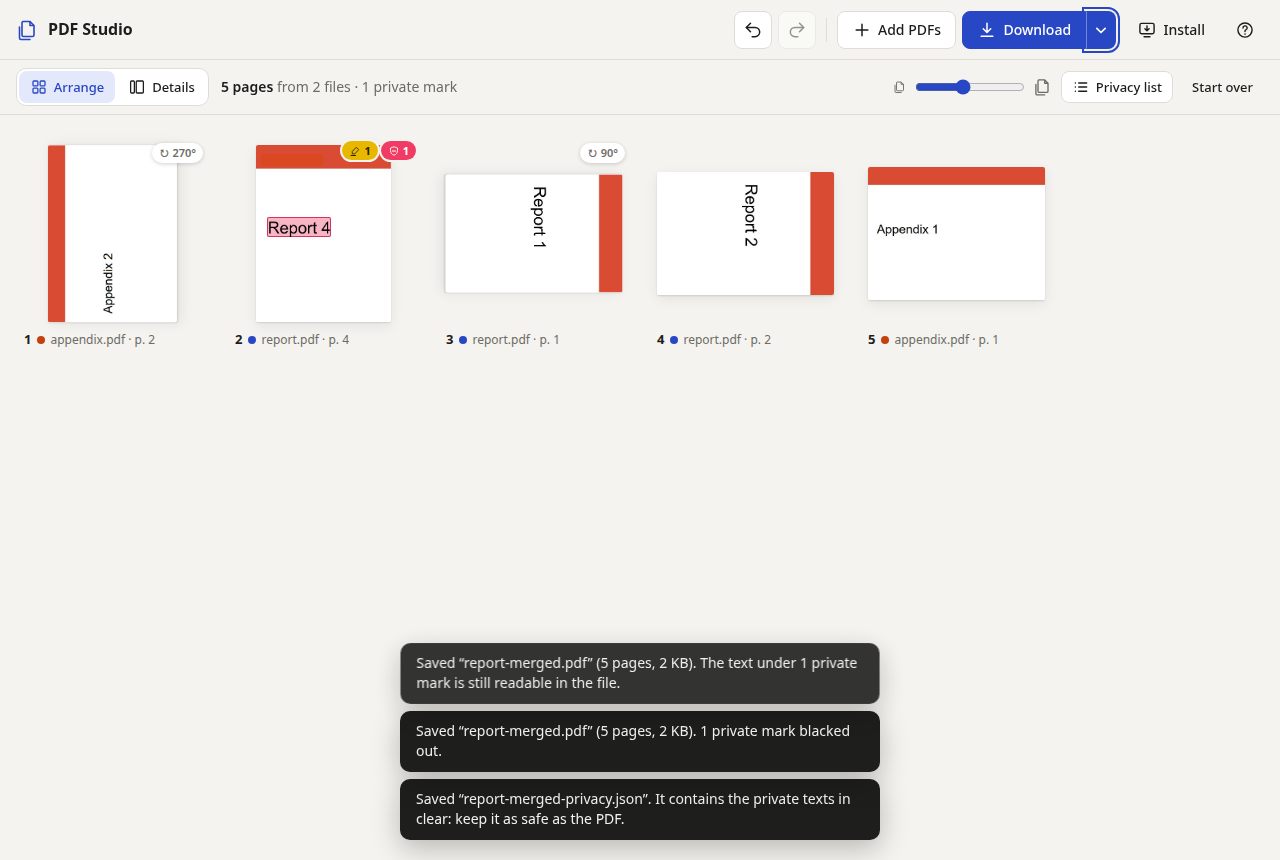 PDF Studio
Add PDFs
Download
Install
Arrange
Details
5 pages from 2 files · 1 private mark
Privacy list
Start over
270°
Appendix 2
1
1
Report 4
90°
Report 1
Report 2
Appendix 1
1 appendix.pdf · p. 2
2 report.pdf · p. 4
3 report.pdf · p. 1
4 report.pdf · p. 2
5 appendix.pdf · p. 1
Saved “report-merged.pdf” (5 pages, 2 KB). The text under 1 private
mark is still readable in the file.
Saved “report-merged.pdf” (5 pages, 2 KB). 1 private mark blacked
out.
Saved “report-merged-privacy.json”. It contains the private texts in
clear: keep it as safe as the PDF.